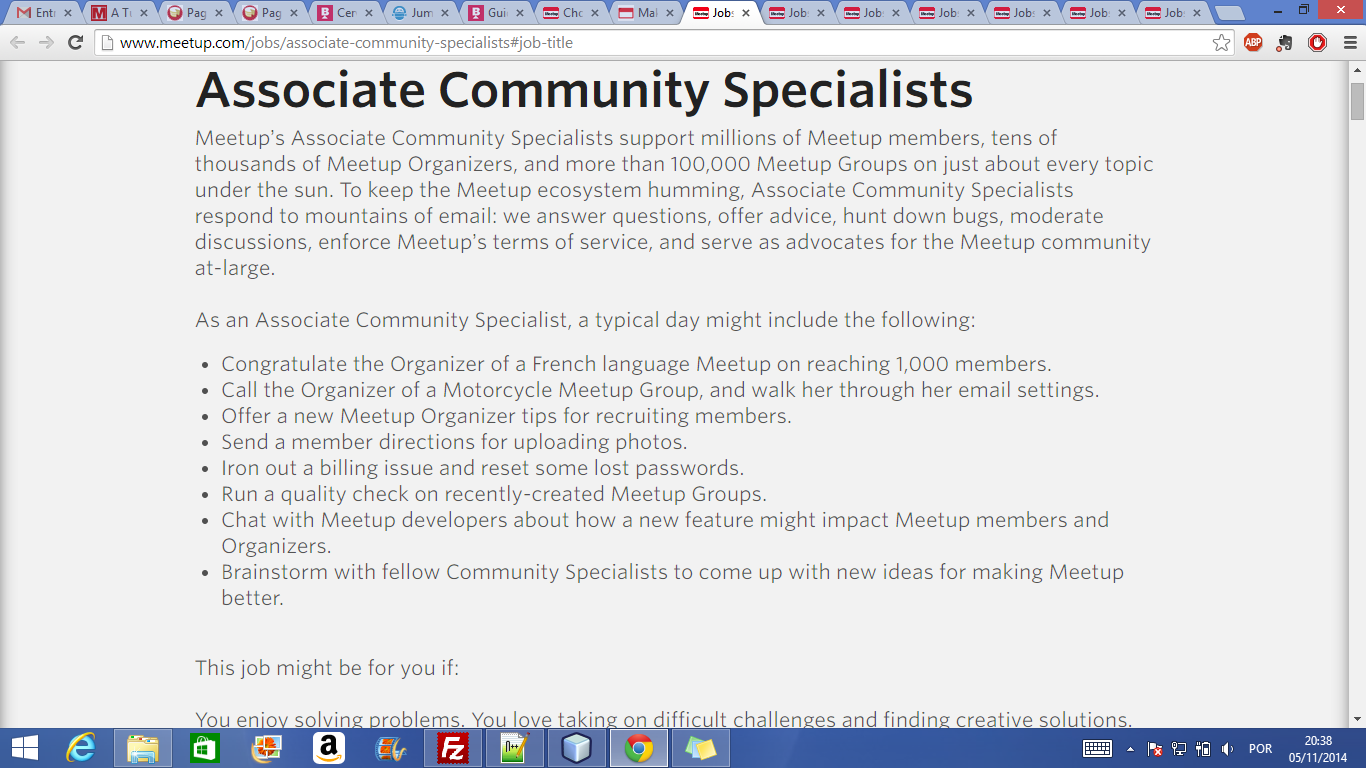 Entr
A Tu
Pag
Pag
Cer
Jum
Gui
Cho
Mal
Jobs
Jobs
Jobs
Jobs
Jobs
Jobs
Jobs
www.meetup.com/jobs/associate-community-specialists#job-title
ABP
Associate Community Specialists
Meetup's Associate Community Specialists support millions of Meetup members, tens of
thousands of Meetup Organizers, and more than 100,000 Meetup Groups on just about every topic
under the sun. To keep the Meetup ecosystem humming, Associate Community Specialists
respond to mountains of email: we answer questions, offer advice, hunt down bugs, moderate
discussions, enforce Meetup's terms of service, and serve as advocates for the Meetup community
at-large.
As an Associate Community Specialist, a typical day might include the following:
• Congratulate the Organizer of a French language Meetup on reaching 1,000 members.
• Call the Organizer of a Motorcycle Meetup Group, and walk her through her email settings.
• Offer a new Meetup Organizer tips for recruiting members.
• Send a member directions for uploading photos.
• Iron out a billing issue and reset some lost passwords.
• Run a quality check on recently-created Meetup Groups.
• Chat with Meetup developers about how a new feature might impact Meetup members and
Organizers.
• Brainstorm with fellow Community Specialists to come up with new ideas for making Meetup
better.
This job might be for you if:
You enjoy solving problems. You love taking on difficult challenges and finding creative solutions.
POR
20:38
05/11/2014